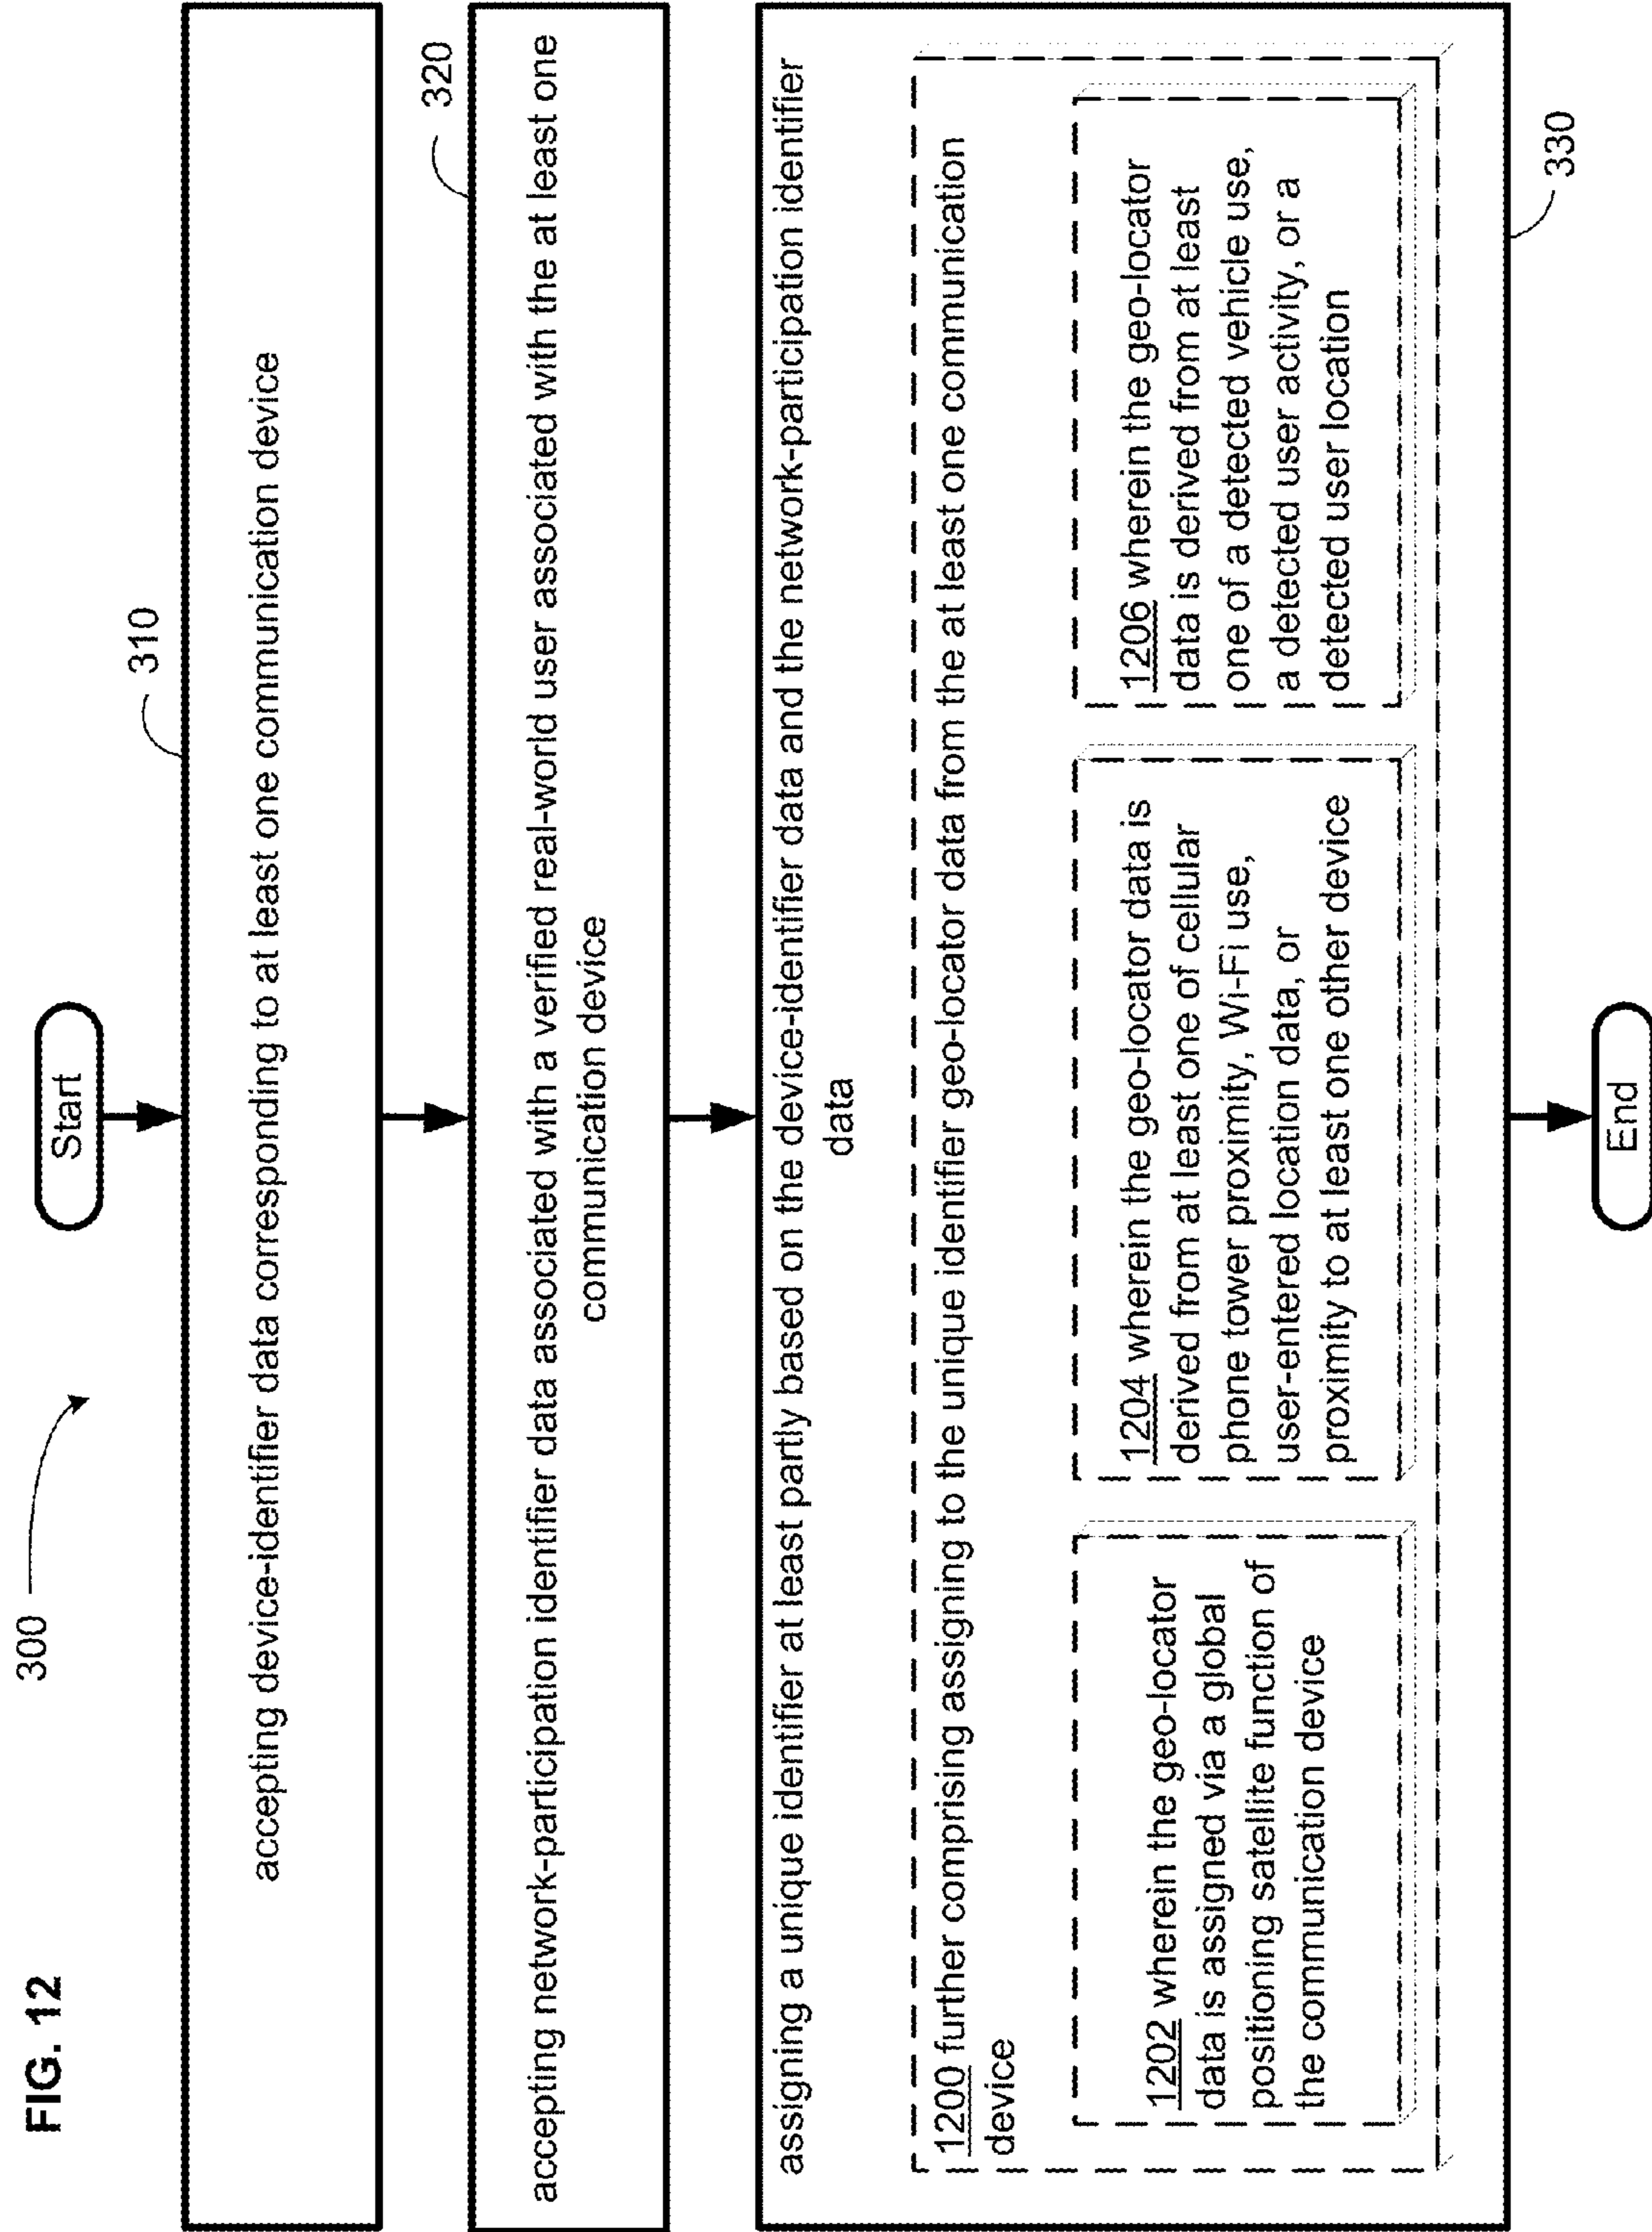 FIG. 12
300
Start
310
accepting device-identifier data corresponding to at least one communication device
320
accepting network-participation identifier data associated with a verified real-world user associated with the at least one
communication device
assigning a unique identifier at least partly based on the device-identifier data and the network-participation identifier
data
1200 further comprising assigning to the unique identifier geo-locator data from the at least one communication
device
1202 wherein the geo-locator
data is assigned via a global
positioning satellite function of
the communication device
1204 wherein the geo-locator data is
derived from at least one of cellular
phone tower proximity, Wi-Fi use,
user-entered location data, or
proximity to at least one other device
1206 wherein the geo-locator
data is derived from at least
one of a detected vehicle use,
a detected user activity, or a
detected user location
330
End